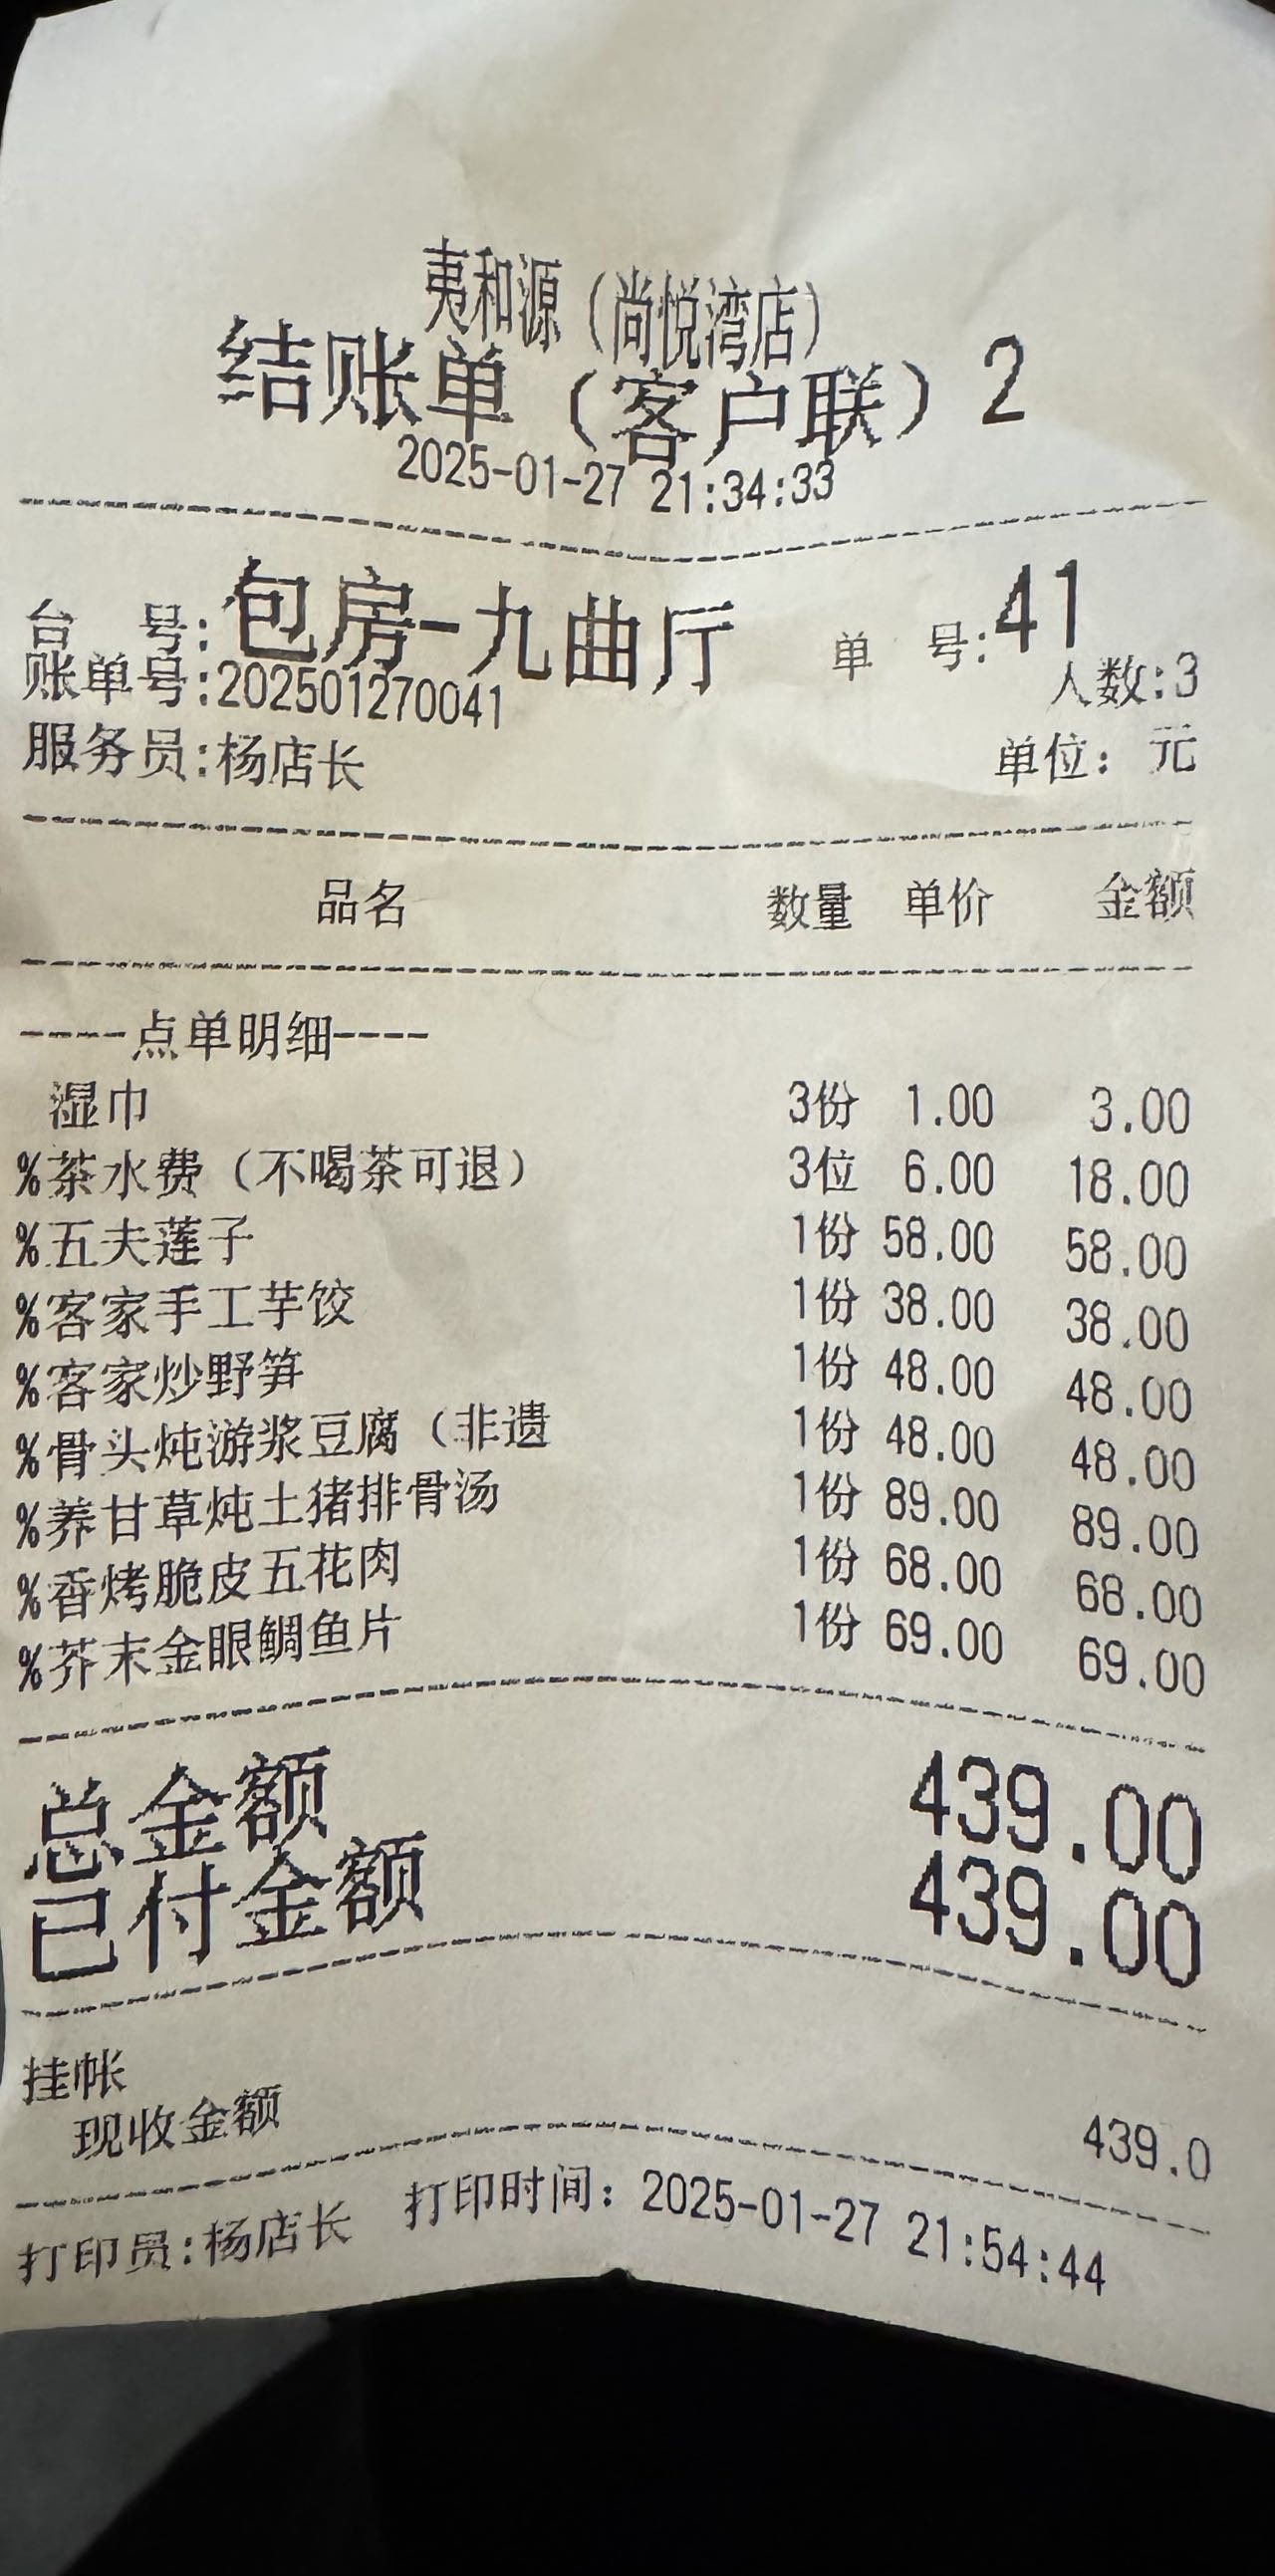 夷和源（尚悦湾店）
结账单（客户联）2
2025-01-27 21:34:33
台 号:包房-九曲厅 单 号:41
账单号:202501270041 人数:3
服务员:杨店长 单位: 元
品名 数量 单价 金额
----点单明细----
湿巾 3份 1.00 3.00
%茶水费（不喝茶可退） 3位 6.00 18.00
%五夫莲子 1份 58.00 58.00
%客家手工芋饺 1份 38.00 38.00
%客家炒野笋 1份 48.00 48.00
%骨头炖游浆豆腐（非遗 1份 48.00 48.00
%养甘草炖土猪排骨汤 1份 89.00 89.00
%香烤脆皮五花肉 1份 68.00 68.00
%芥末金眼鲷鱼片 1份 69.00 69.00
总金额 439.00
已付金额 439.00
挂帐
现收金额 439.0
打印员:杨店长 打印时间: 2025-01-27 21:54:44